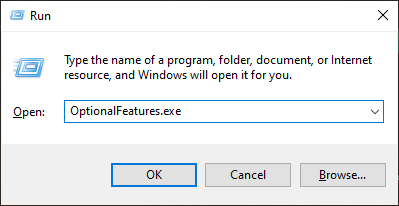 Run
Type the name of a program, folder, document, or Internet
resource, and Windows will open it for you.
Open: OptionalFeatures.exe
OK Cancel Browse...